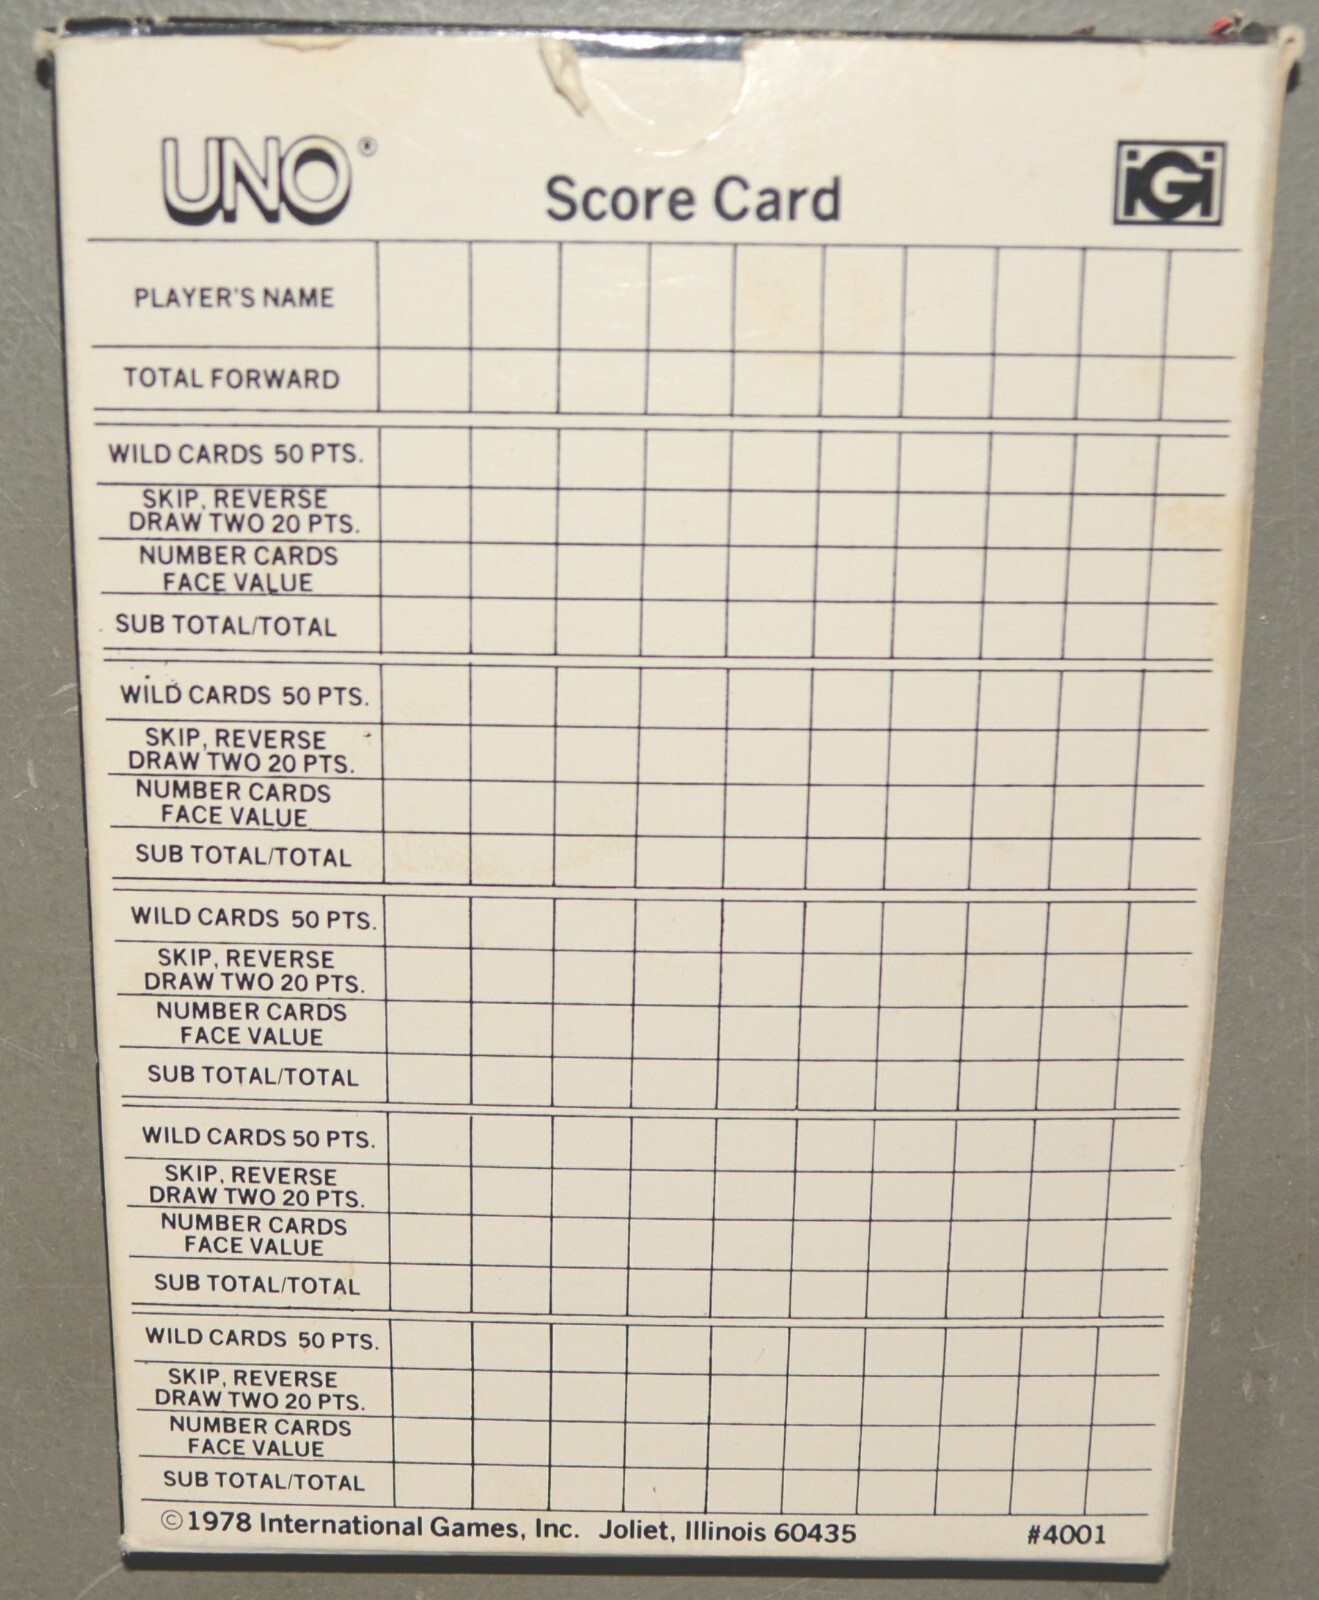 UNO®
Score Card
iGi
PLAYER'S NAME
TOTAL FORWARD
WILD CARDS 50 PTS.
SKIP, REVERSE
DRAW TWO 20 PTS.
NUMBER CARDS
FACE VALUE
SUB TOTAL/TOTAL
WILD CARDS 50 PTS.
SKIP, REVERSE
DRAW TWO 20 PTS.
NUMBER CARDS
FACE VALUE
SUB TOTAL/TOTAL
WILD CARDS 50 PTS.
SKIP, REVERSE
DRAW TWO 20 PTS.
NUMBER CARDS
FACE VALUE
SUB TOTAL/TOTAL
WILD CARDS 50 PTS.
SKIP, REVERSE
DRAW TWO 20 PTS.
NUMBER CARDS
FACE VALUE
SUB TOTAL/TOTAL
WILD CARDS 50 PTS.
SKIP, REVERSE
DRAW TWO 20 PTS.
NUMBER CARDS
FACE VALUE
SUB TOTAL/TOTAL
©1978 International Games, Inc. Joliet, Illinois 60435 #4001